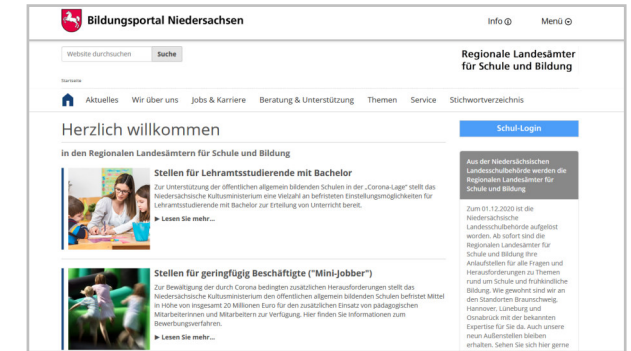 Bildungsportal Niedersachsen
Info
Menü
Website durchsuchen
Suche
Regionale Landesämter
für Schule und Bildung
Startseite
Aktuelles
Wir über uns
Jobs & Karriere
Beratung & Unterstützung
Themen
Service
Stichwortverzeichnis
Herzlich willkommen
in den Regionalen Landesämtern für Schule und Bildung
Stellen für Lehramtsstudierende mit Bachelor
Zur Unterstützung der öffentlichen allgemein bildenden Schulen in der „Corona-Lage" stellt das
Niedersächsische Kultusministerium eine Vielzahl an befristeten Einstellungsmöglichkeiten für
Lehramtsstudierende mit Bachelor zur Erteilung von Unterricht bereit.
► Lesen Sie mehr...
Stellen für geringfügig Beschäftigte ("Mini-Jobber")
Zur Bewältigung der durch Corona bedingten zusätzlichen Herausforderungen stellt das
Niedersächsische Kultusministerium den öffentlichen allgemein bildenden Schulen befristet Mittel
in Höhe von insgesamt 20 Millionen Euro für den zusätzlichen Einsatz von pädagogischen
Mitarbeiterinnen und Mitarbeitern zur Verfügung. Hier finden Sie Informationen zum
Bewerbungsverfahren.
► Lesen Sie mehr...
Schul-Login
Aus der Niedersächsischen
Landesschulbehörde werden die
Regionalen Landesämter für
Schule und Bildung
Zum 01.12.2020 ist die
Niedersächsische
Landesschulbehörde aufgelöst
worden. Ab sofort sind die
Regionalen Landesämter für
Schule und Bildung Ihre
Anlaufstellen für alle Fragen und
Herausforderungen zu Themen
rund um Schule und frühkindliche
Bildung. Wie gewohnt sind wir an
den Standorten Braunschweig,
Hannover, Lüneburg und
Osnabrück mit der bekannten
Expertise für Sie da. Auch unsere
neun Außenstellen bleiben
erhalten. Sehen Sie sich hier gerne